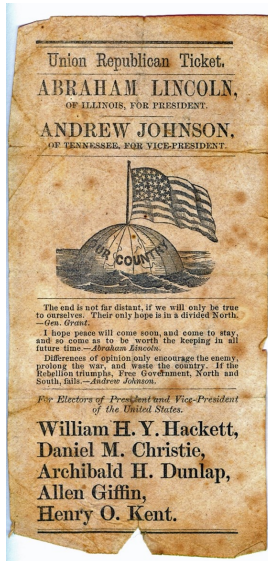 Union Republican Ticket.
ABRAHAM LINCOLN,
OF ILLINOIS, FOR PRESIDENT.
ANDREW JOHNSON,
OF TENNESSEE, FOR VICE-PRESIDENT.
OUR COUNTRY
The end is not far distant, if we will only be true
to ourselves. Their only hope is in a divided North.
—Gen. Grant.
I hope peace will come soon, and come to stay,
and so come as to be worth the keeping in all
future time.—Abraham Lincoln.
Differences of opinion only encourage the enemy,
prolong the war, and waste the country. If the
Rebellion triumphs, Free Government, North and
South, fails.—Andrew Johnson.
For Electors of President and Vice-President
of the United States.
William H. Y. Hackett,
Daniel M. Christie,
Archibald H. Dunlap,
Allen Giffin,
Henry O. Kent.